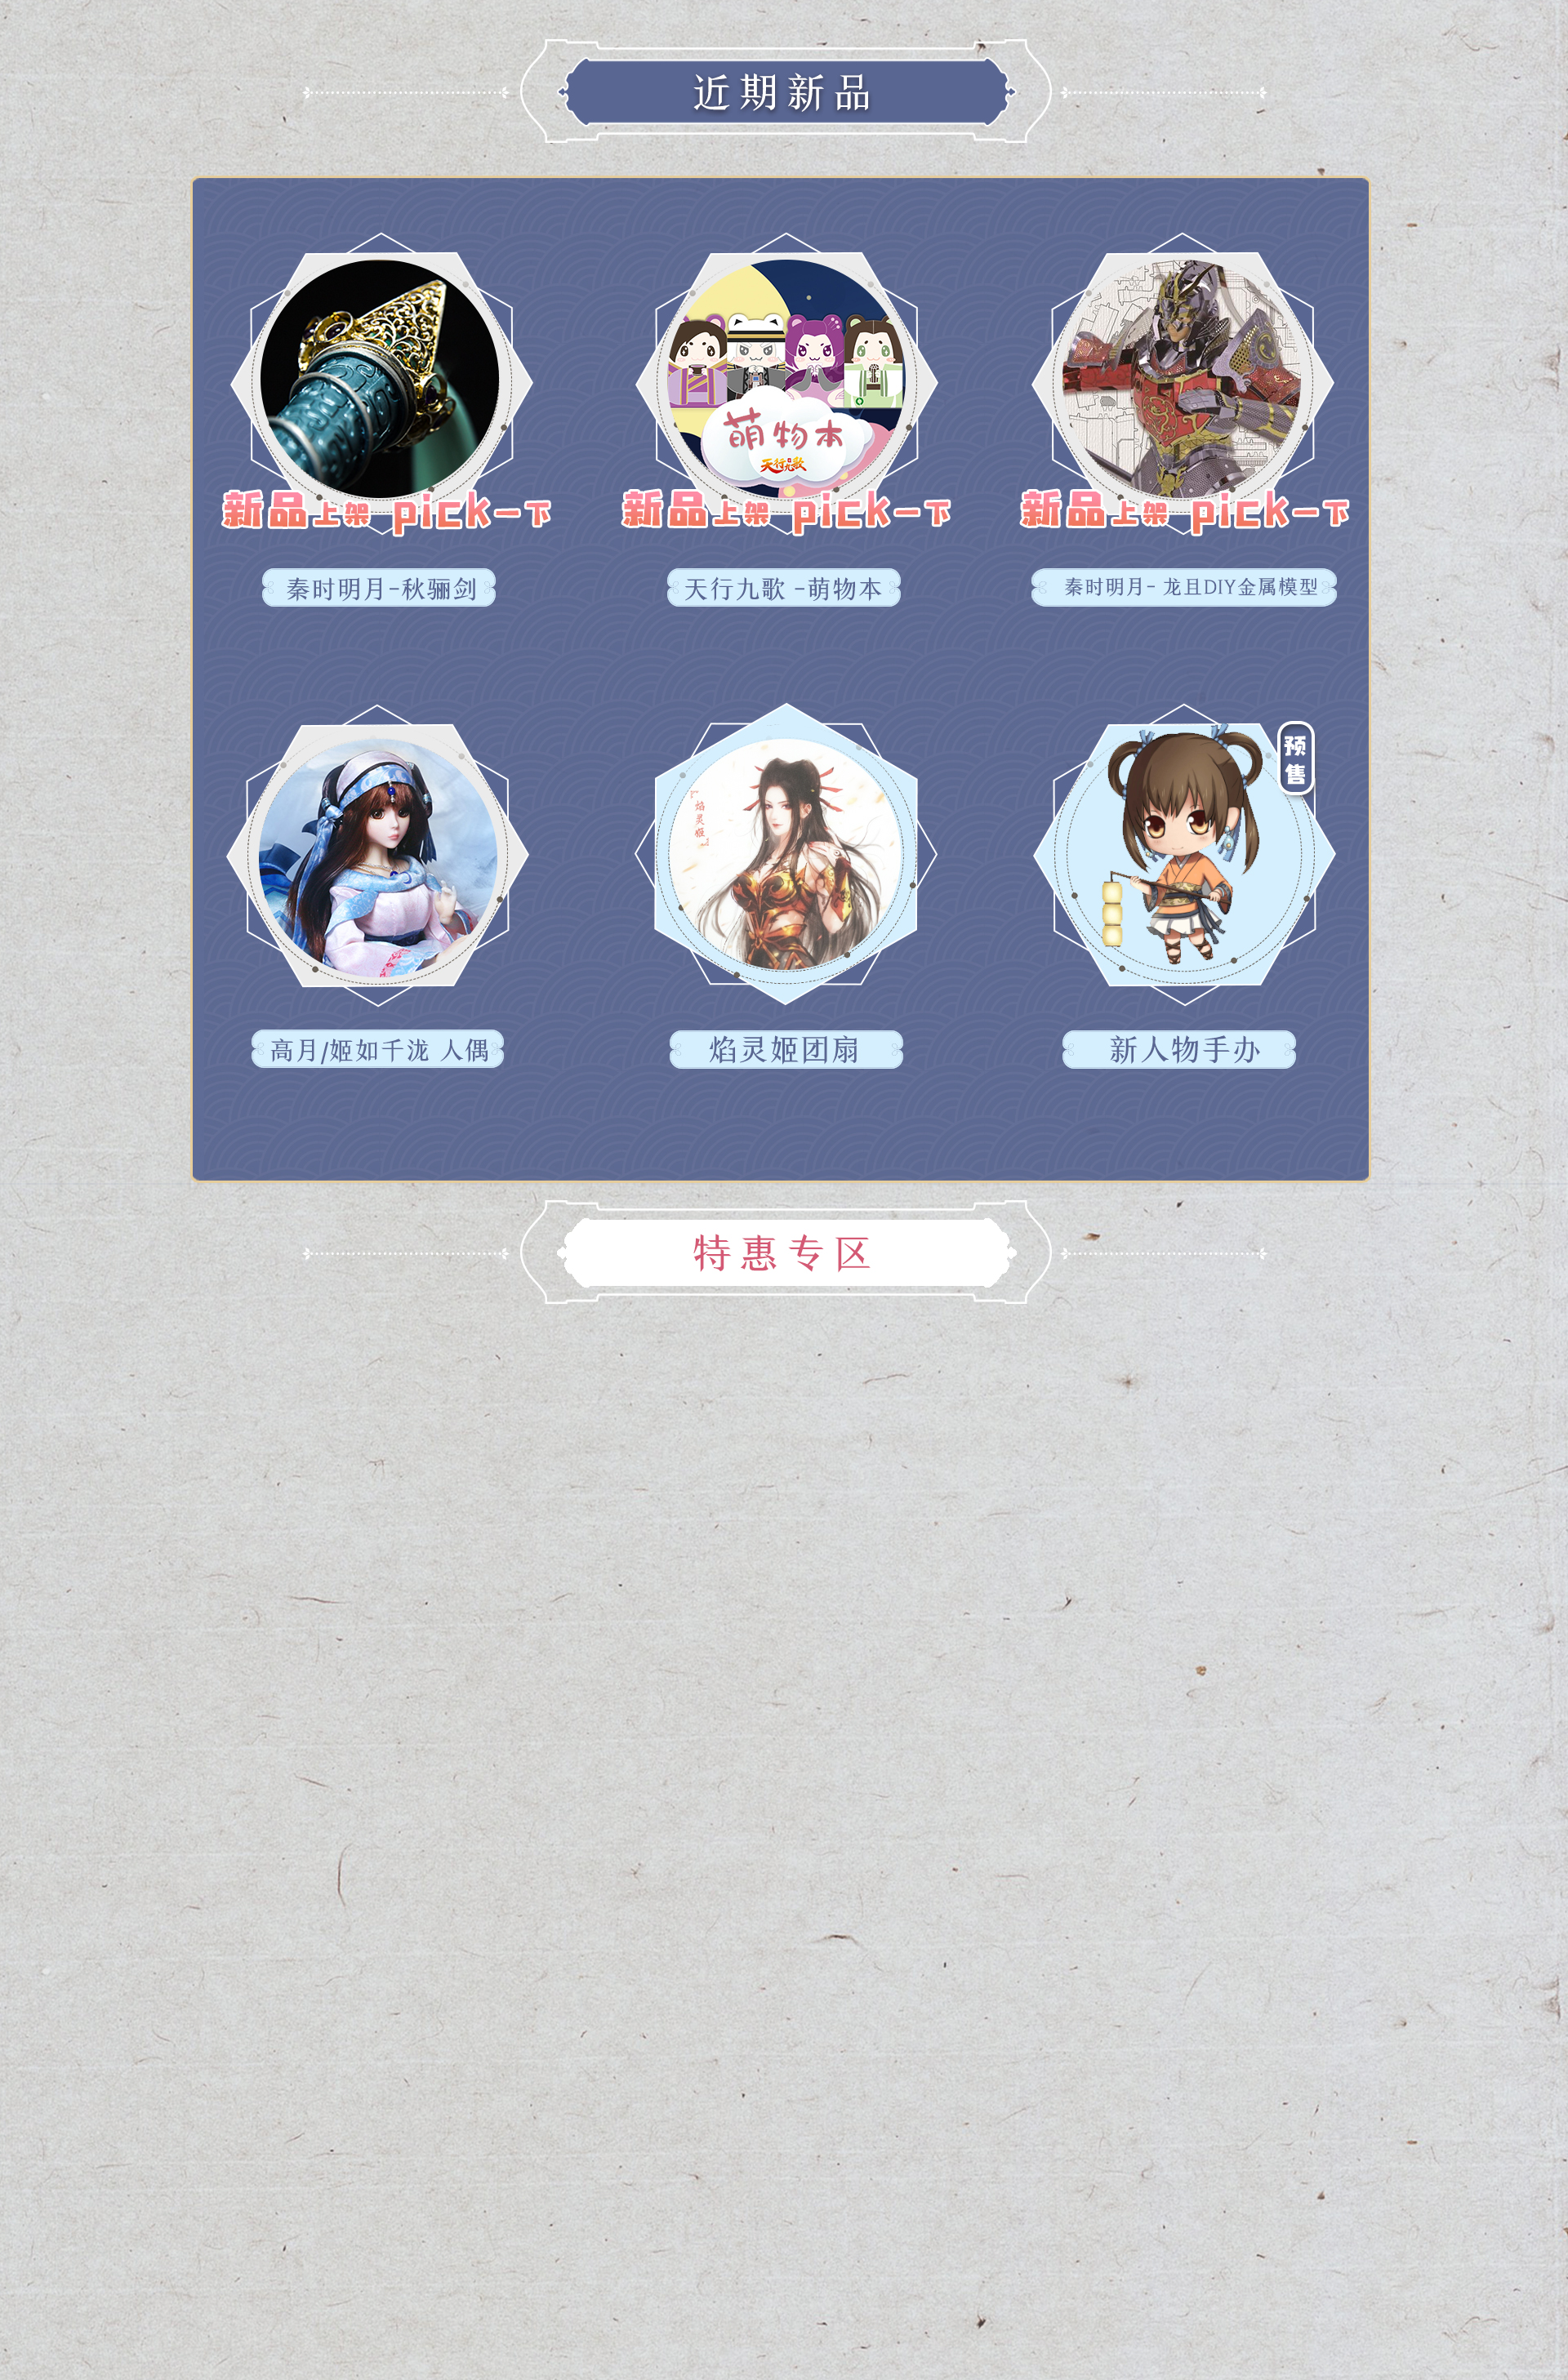 近期新品
萌物本
天行九歌
新品上架 pick一下
新品上架 pick一下
新品上架 pick一下
秦时明月-秋骊剑
天行九歌 -萌物本
秦时明月- 龙且DIY金属模型
预售
焰灵姬
高月/姬如千泷 人偶
焰灵姬团扇
新人物手办
特惠专区